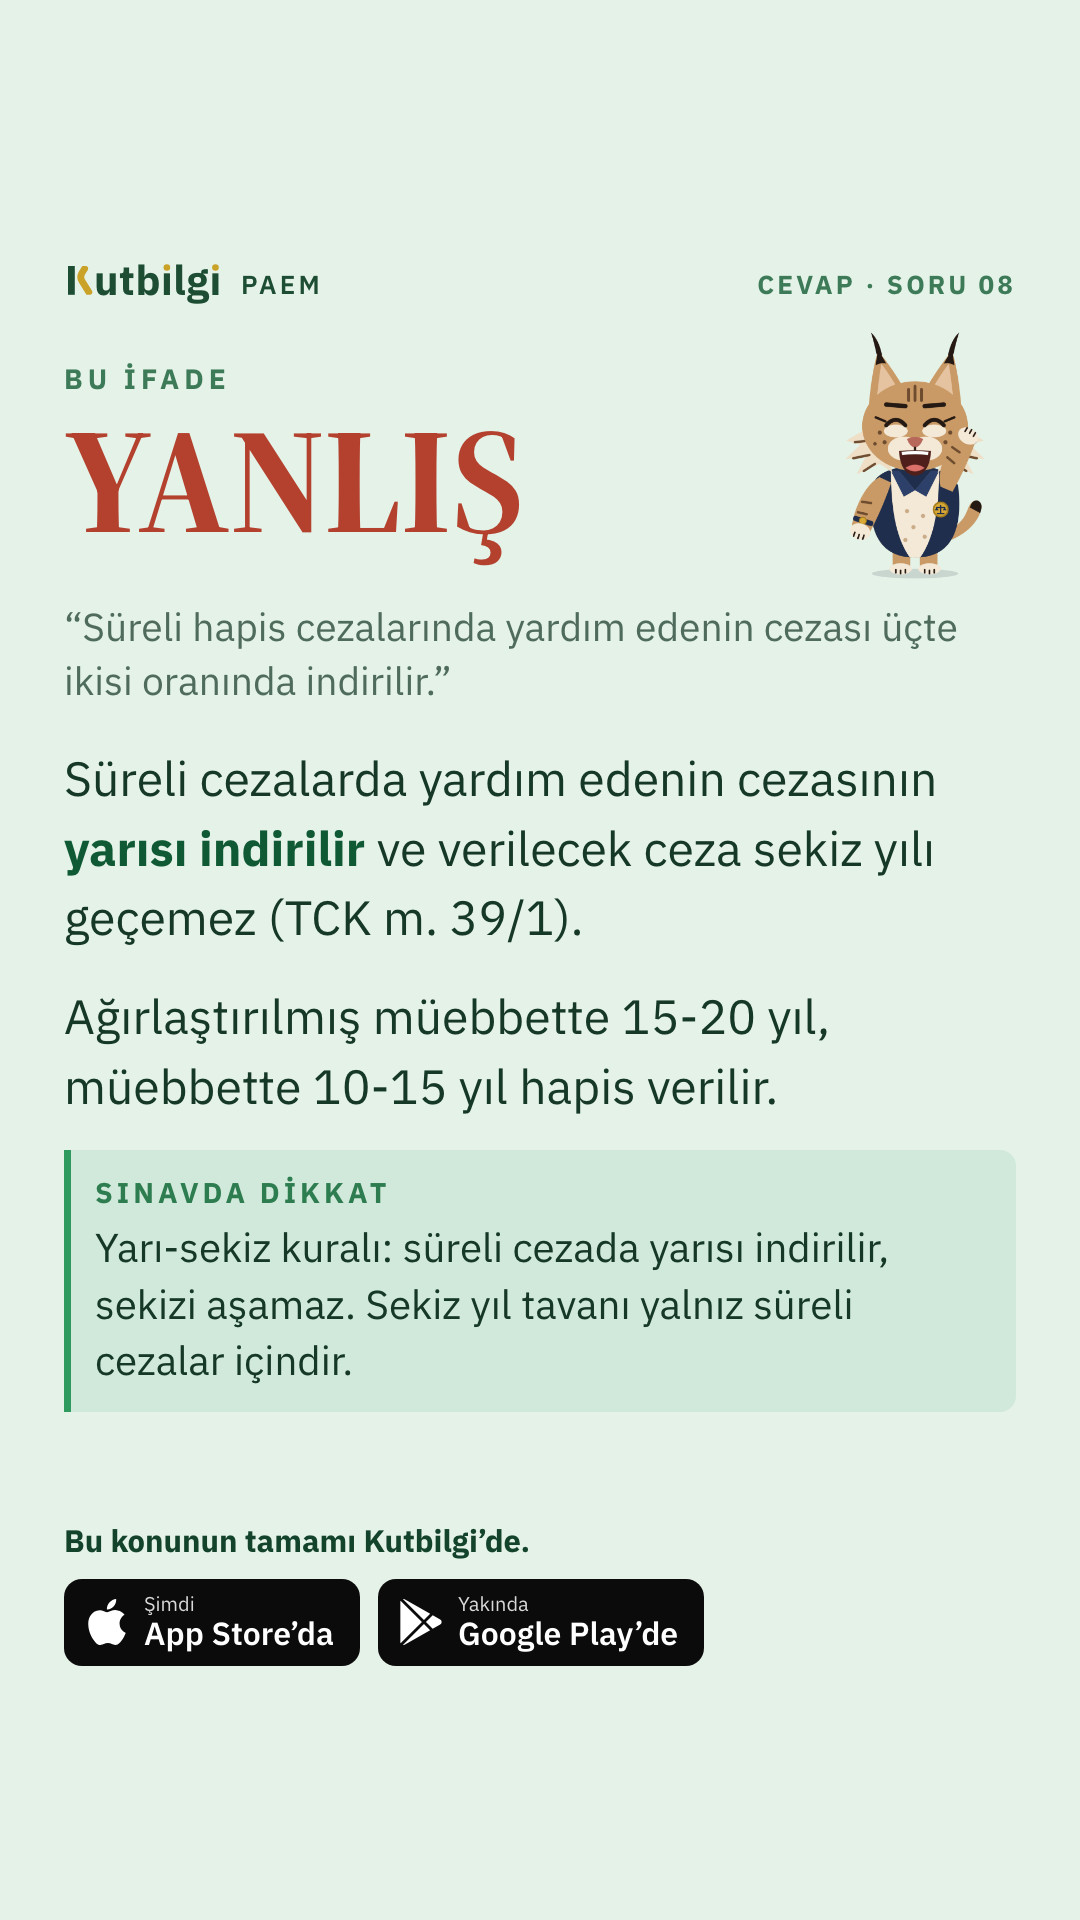 Kutbilgi PAEM
CEVAP · SORU 08
BU İFADE
YANLIŞ
“Süreli hapis cezalarında yardım edenin cezası üçte
ikisi oranında indirilir.”
Süreli cezalarda yardım edenin cezasının
yarısı indirilir ve verilecek ceza sekiz yılı
geçemez (TCK m. 39/1).
Ağırlaştırılmış müebbette 15-20 yıl,
müebbette 10-15 yıl hapis verilir.
SINAVDA DİKKAT
Yarı-sekiz kuralı: süreli cezada yarısı indirilir,
sekizi aşamaz. Sekiz yıl tavanı yalnız süreli
cezalar içindir.
Bu konunun tamamı Kutbilgi’de.
Şimdi
App Store’da
Yakında
Google Play’de